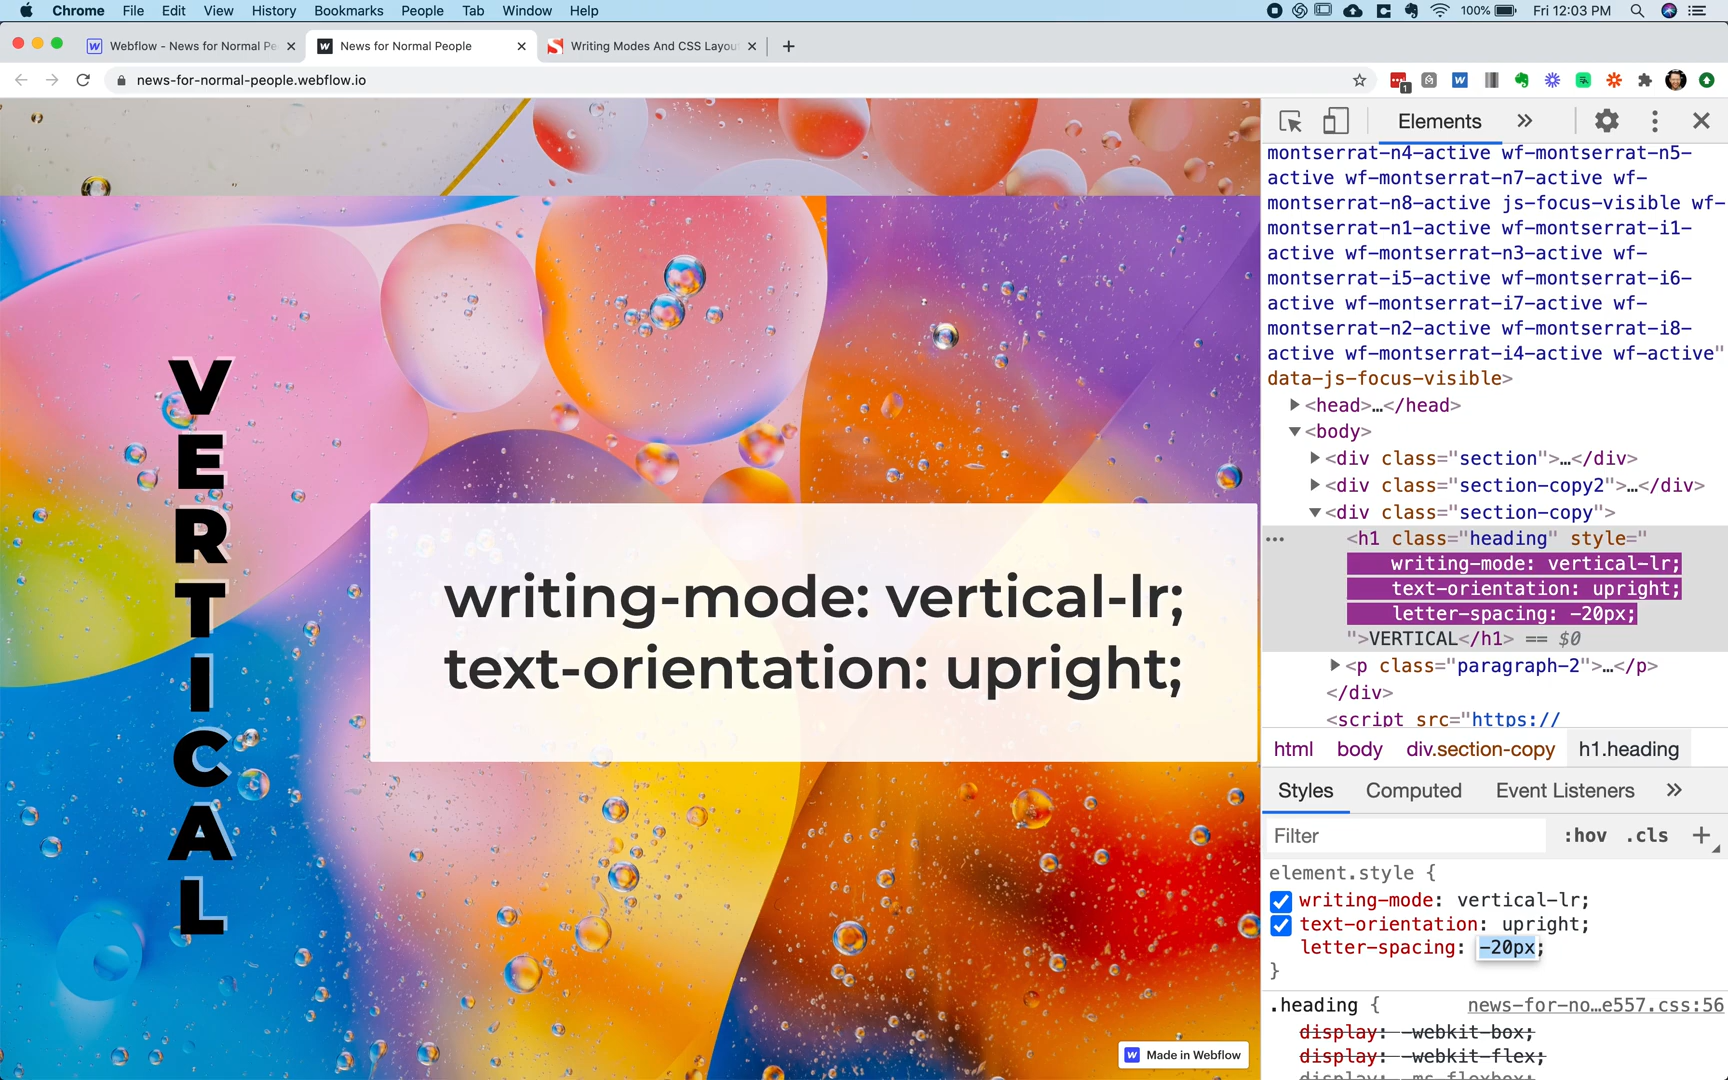 Chrome File Edit View History Bookmarks People Tab Window Help 100% Fri 12:03 PM
Webflow - News for Normal Pe
News for Normal People
Writing Modes And CSS Layou
news-for-normal-people.webflow.io
1
VERTICAL
writing-mode: vertical-lr;
text-orientation: upright;
Made in Webflow
Elements
montserrat-n4-active wf-montserrat-n5-
active wf-montserrat-n7-active wf-
montserrat-n8-active js-focus-visible wf-
montserrat-n1-active wf-montserrat-i1-
active wf-montserrat-n3-active wf-
montserrat-i5-active wf-montserrat-i6-
active wf-montserrat-i7-active wf-
montserrat-n2-active wf-montserrat-i8-
active wf-montserrat-i4-active wf-active"
data-js-focus-visible>
<head>…</head>
<body>
<div class="section">…</div>
<div class="section-copy2">…</div>
<div class="section-copy">
<h1 class="heading" style="
writing-mode: vertical-lr;
text-orientation: upright;
letter-spacing: -20px;
">VERTICAL</h1> == $0
<p class="paragraph-2">…</p>
</div>
<script src="https://
html body div.section-copy h1.heading
Styles Computed Event Listeners
Filter :hov .cls
element.style {
writing-mode: vertical-lr;
text-orientation: upright;
letter-spacing: -20px;
}
.heading { news-for-no…e557.css:56
display: -webkit-box;
display: -webkit-flex;
display: -ms-flexbox;